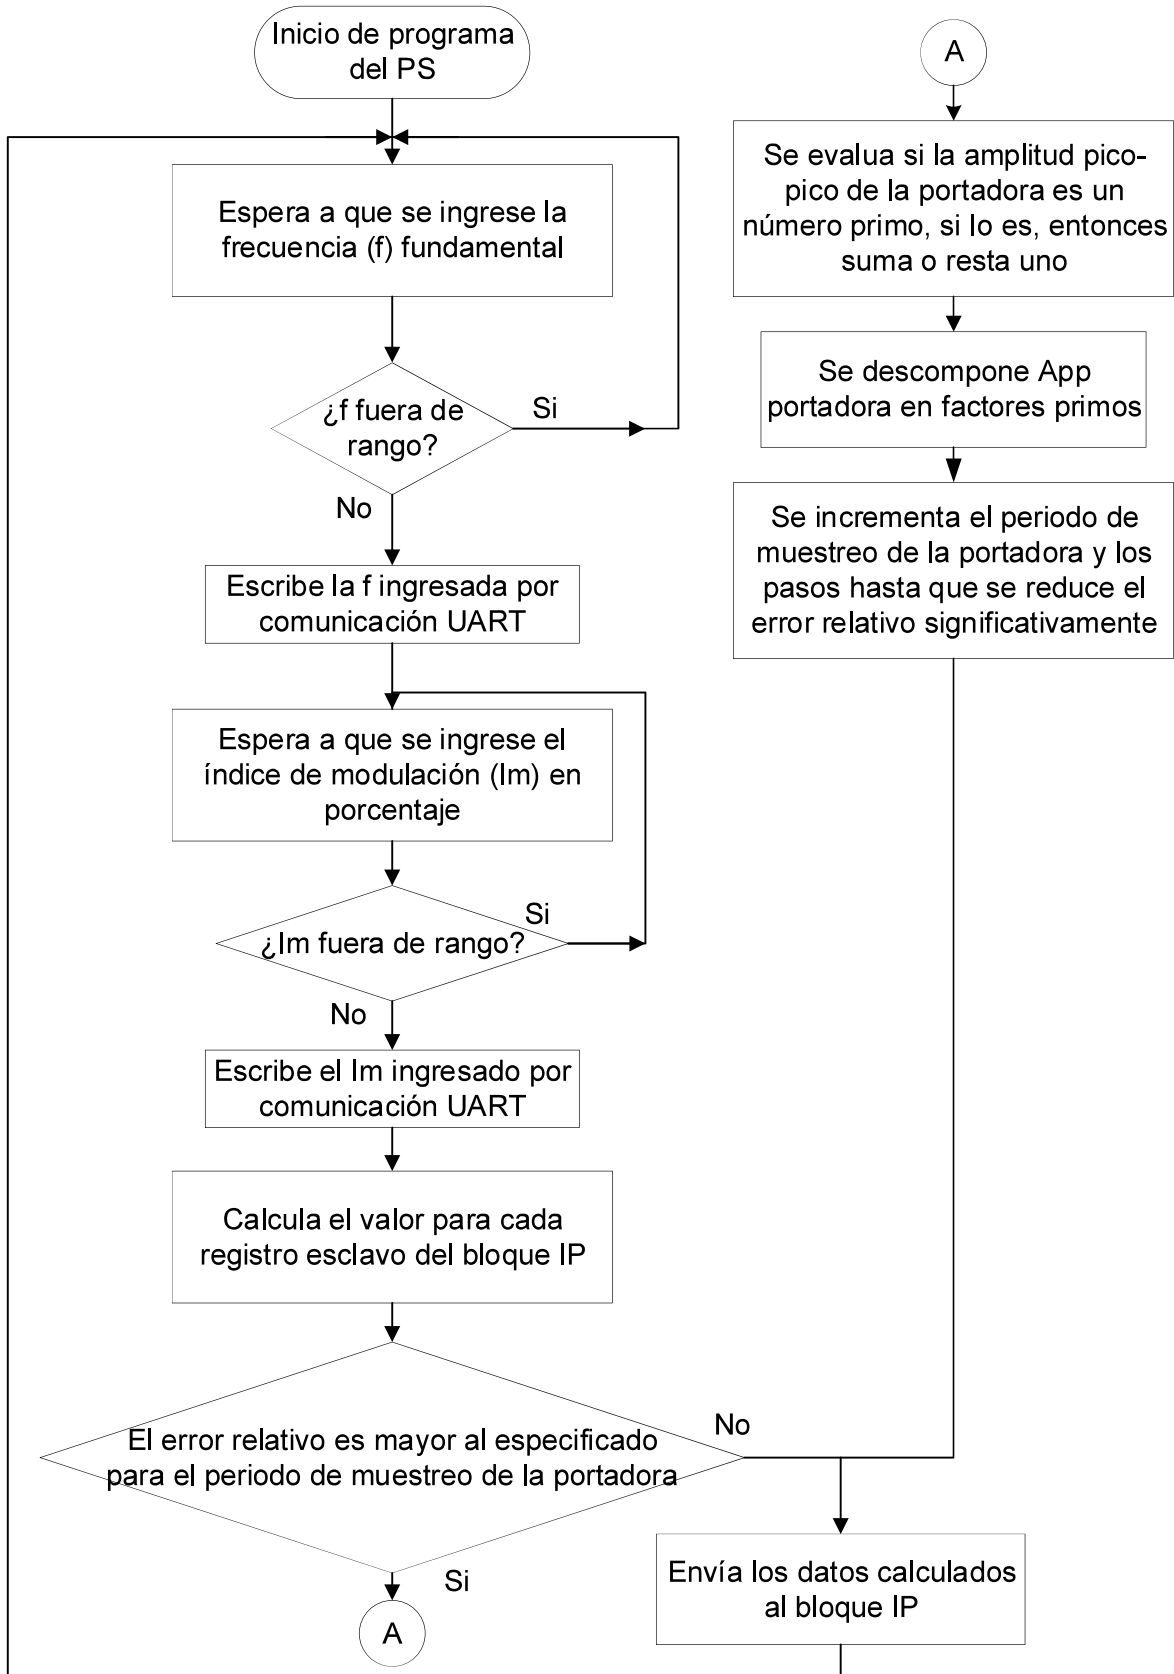 Inicio de programa
del PS
Espera a que se ingrese la
frecuencia (f) fundamental
¿f fuera de
rango?
Si
No
Escribe la f ingresada por
comunicación UART
Espera a que se ingrese el
índice de modulación (Im) en
porcentaje
Si
¿Im fuera de rango?
No
Escribe el Im ingresado por
comunicación UART
Calcula el valor para cada
registro esclavo del bloque IP
No
El error relativo es mayor al especificado
para el periodo de muestreo de la portadora
Si
A
A
Se evalua si la amplitud pico-
pico de la portadora es un
número primo, si lo es, entonces
suma o resta uno
Se descompone App
portadora en factores primos
Se incrementa el periodo de
muestreo de la portadora y los
pasos hasta que se reduce el
error relativo significativamente
Envía los datos calculados
al bloque IP